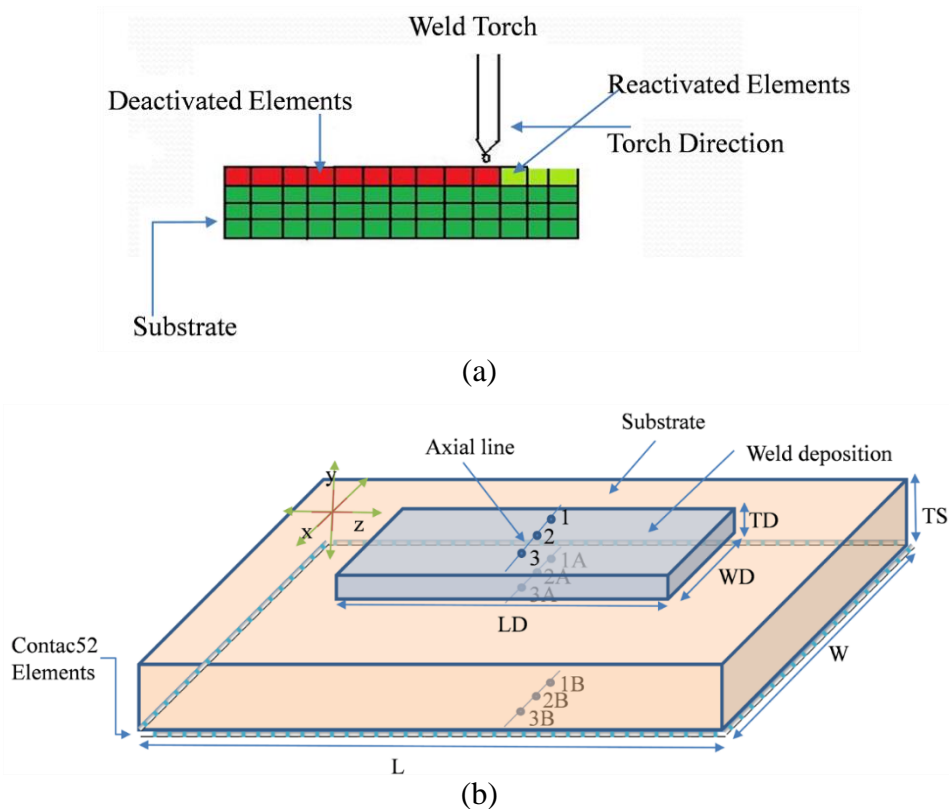 Weld Torch
Deactivated Elements
Reactivated Elements
Torch Direction
Substrate
(a)
Substrate
Axial line
Weld deposition
y
x
z
1
2
3
1A
2A
3A
TD
TS
WD
LD
W
Contac52
Elements
1B
2B
3B
L
(b)